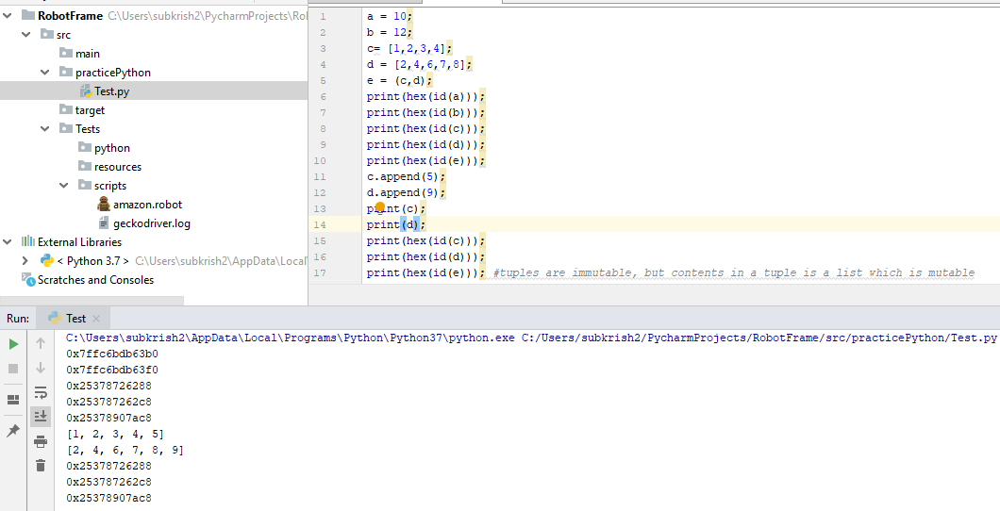 RobotFrame C:\Users\subkrish2\PycharmProjects\Rol
src
main
practicePython
Test.py
target
Tests
python
resources
scripts
amazon.robot
geckodriver.log
External Libraries
< Python 3.7 > C:\Users\subkrish2\AppData\Local
Scratches and Consoles
1 a = 10;
2 b = 12;
3 c= [1,2,3,4];
4 d = [2,4,6,7,8];
5 e = (c,d);
6 print(hex(id(a)));
7 print(hex(id(b)));
8 print(hex(id(c)));
9 print(hex(id(d)));
10 print(hex(id(e)));
11 c.append(5);
12 d.append(9);
13 print(c);
14 print(d);
15 print(hex(id(c)));
16 print(hex(id(d)));
17 print(hex(id(e))); #tuples are immutable, but contents in a tuple is a list which is mutable
Run: Test
C:\Users\subkrish2\AppData\Local\Programs\Python\Python37\python.exe C:/Users/subkrish2/PycharmProjects/RobotFrame/src/practicePython/Test.py
0x7ffc6bdb63b0
0x7ffc6bdb63f0
0x25378726288
0x253787262c8
0x25378907ac8
[1, 2, 3, 4, 5]
[2, 4, 6, 7, 8, 9]
0x25378726288
0x253787262c8
0x25378907ac8